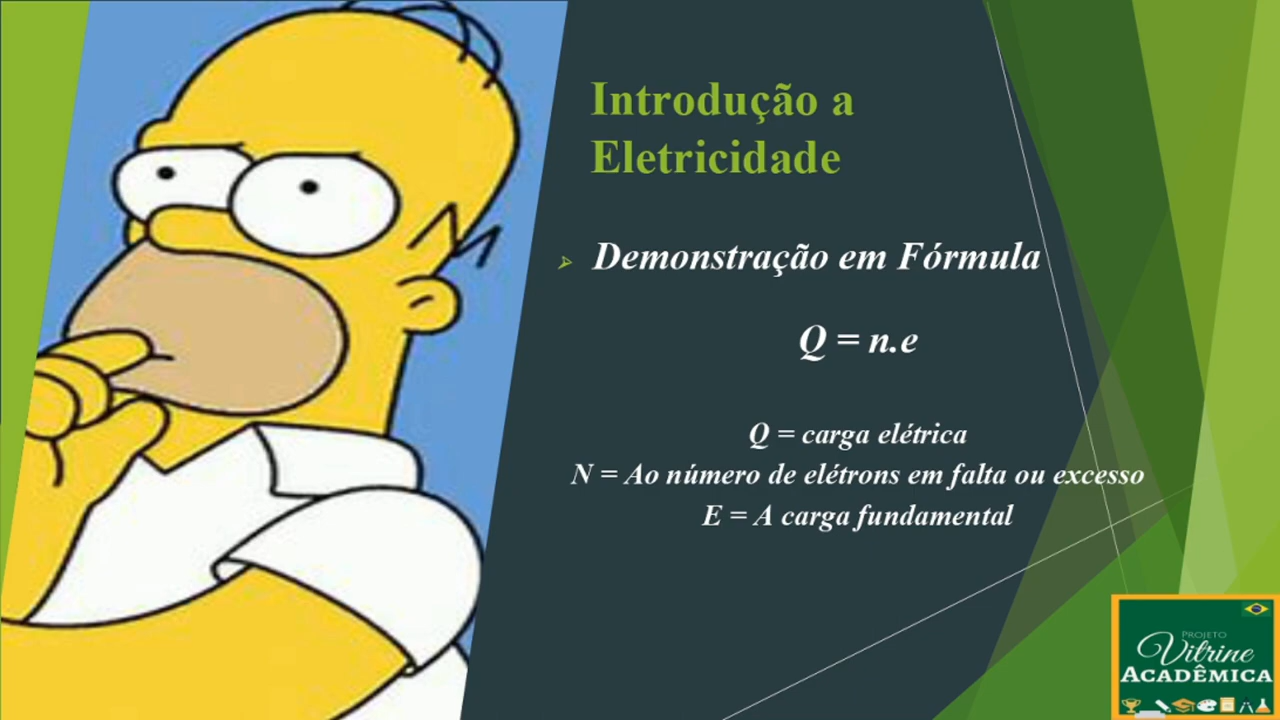 Introdução a
Eletricidade
Demonstração em Fórmula
Q = n.e
Q = carga elétrica
N = Ao número de elétrons em falta ou excesso
E = A carga fundamental
PROJETO
Vitrine
ACADÊMICA